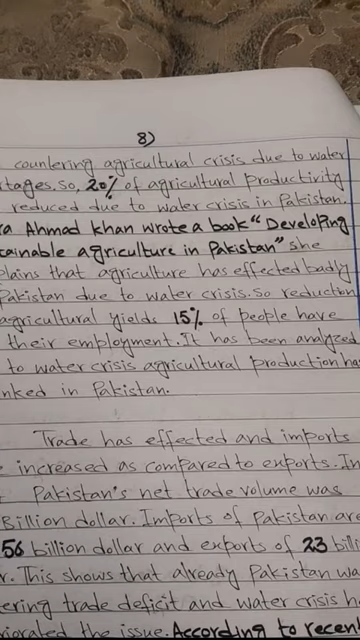 8)
countering agricultural crisis due to water
tages. So, 20% of agricultural productivity
reduced due to water crisis in Pakistan.
a Ahmad khan wrote a book "Developing
tainable agriculture in Pakistan" she
plains that agriculture has effected badly
Pakistan due to water crisis. So reduction
agricultural yields 15% of people have
their employment. It has been analyzed
to water crisis agricultural production ha
nked in Pakistan.
Trade has effected and imports
increased as compared to exports. In
Pakistan's net trade volume was
Billion dollar. Imports of Pakistan are
56 billion dollar and exports of 23 billi
r. This shows that already Pakistan wa
ering trade deficit and water crisis h
iorated the issue. According to recen